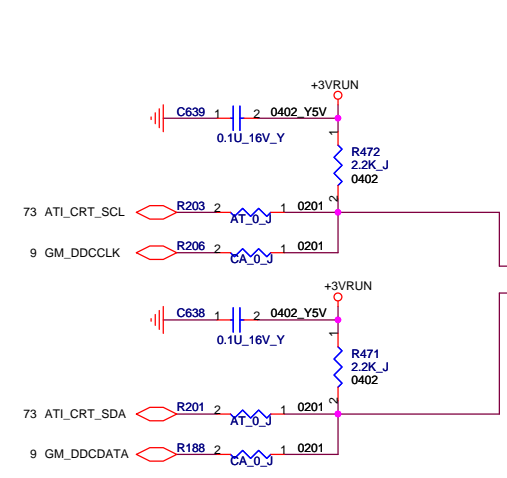 +3VRUN
C639 1 2 0402_Y5V
0.1U_16V_Y
1
R472
2.2K_J
0402
2
73 ATI_CRT_SCL R203 2 1 0201
AT_0_J
9 GM_DDCCLK R206 2 1 0201
CA_0_J
+3VRUN
C638 1 2 0402_Y5V
0.1U_16V_Y
1
R471
2.2K_J
0402
2
73 ATI_CRT_SDA R201 2 1 0201
AT_0_J
9 GM_DDCDATA R188 2 1 0201
CA_0_J